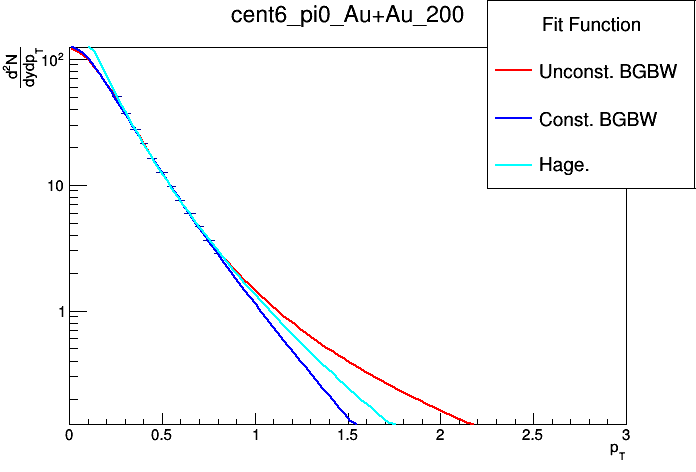 cent6_pi0_Au+Au_200
Fit Function
Unconst. BGBW
Const. BGBW
Hage.
d²N
dydp_T
10²
10
1
0 0.5 1 1.5 2 2.5 3
p_T